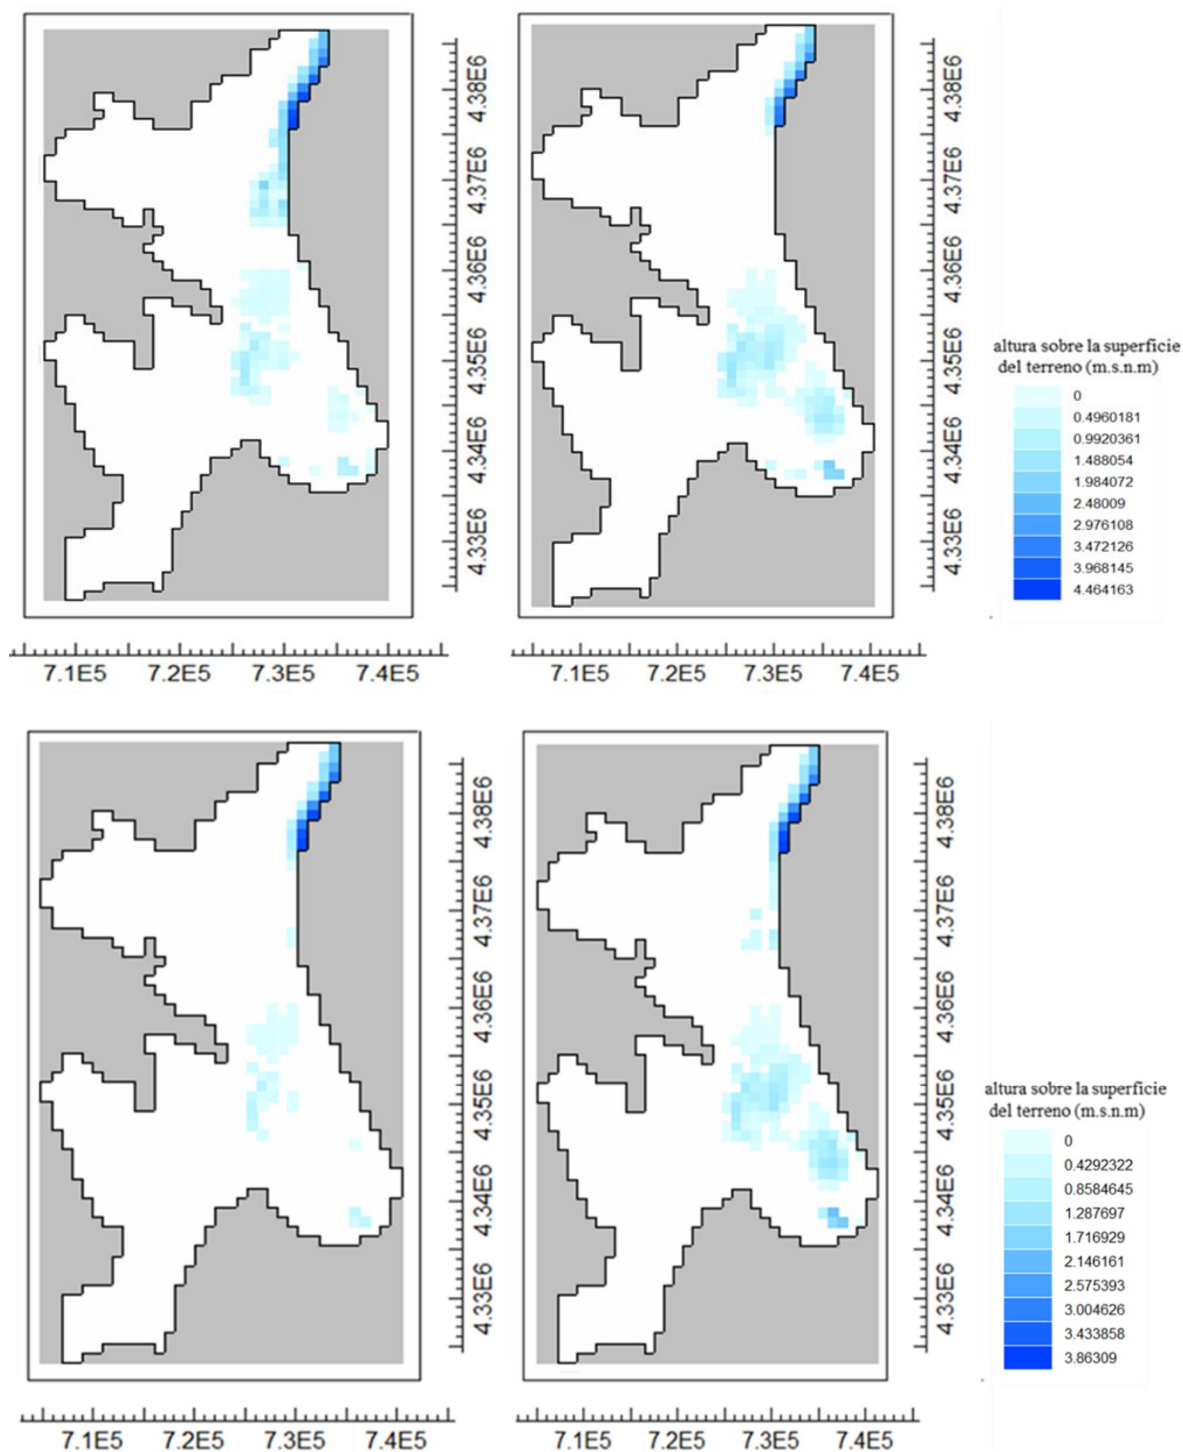 4.38E6
4.37E6
4.36E6
4.35E6
4.34E6
4.33E6
7.1E5 7.2E5 7.3E5 7.4E5
4.38E6
4.37E6
4.36E6
4.35E6
4.34E6
4.33E6
7.1E5 7.2E5 7.3E5 7.4E5
altura sobre la superficie
del terreno (m.s.n.m)
0
0.4960181
0.9920361
1.488054
1.984072
2.48009
2.976108
3.472126
3.968145
4.464163
4.38E6
4.37E6
4.36E6
4.35E6
4.34E6
4.33E6
7.1E5 7.2E5 7.3E5 7.4E5
4.38E6
4.37E6
4.36E6
4.35E6
4.34E6
4.33E6
7.1E5 7.2E5 7.3E5 7.4E5
altura sobre la superficie
del terreno (m.s.n.m)
0
0.4292322
0.8584645
1.287697
1.716929
2.146161
2.575393
3.004626
3.433858
3.86309